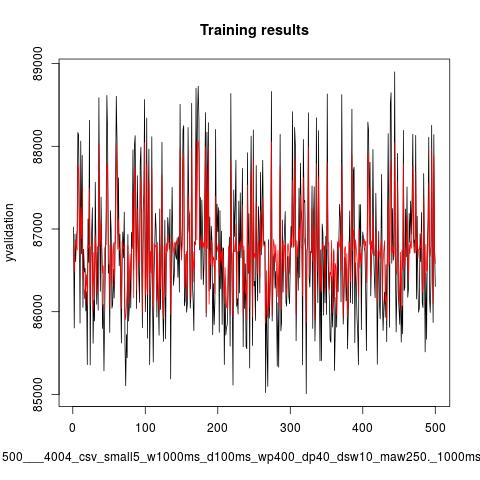 Training results
89000
88000
87000
86000
85000
yvalidation
0 100 200 300 400 500
500___4004_csv_small5_w1000ms_d100ms_wp400_dp40_dsw10_maw250._1000ms